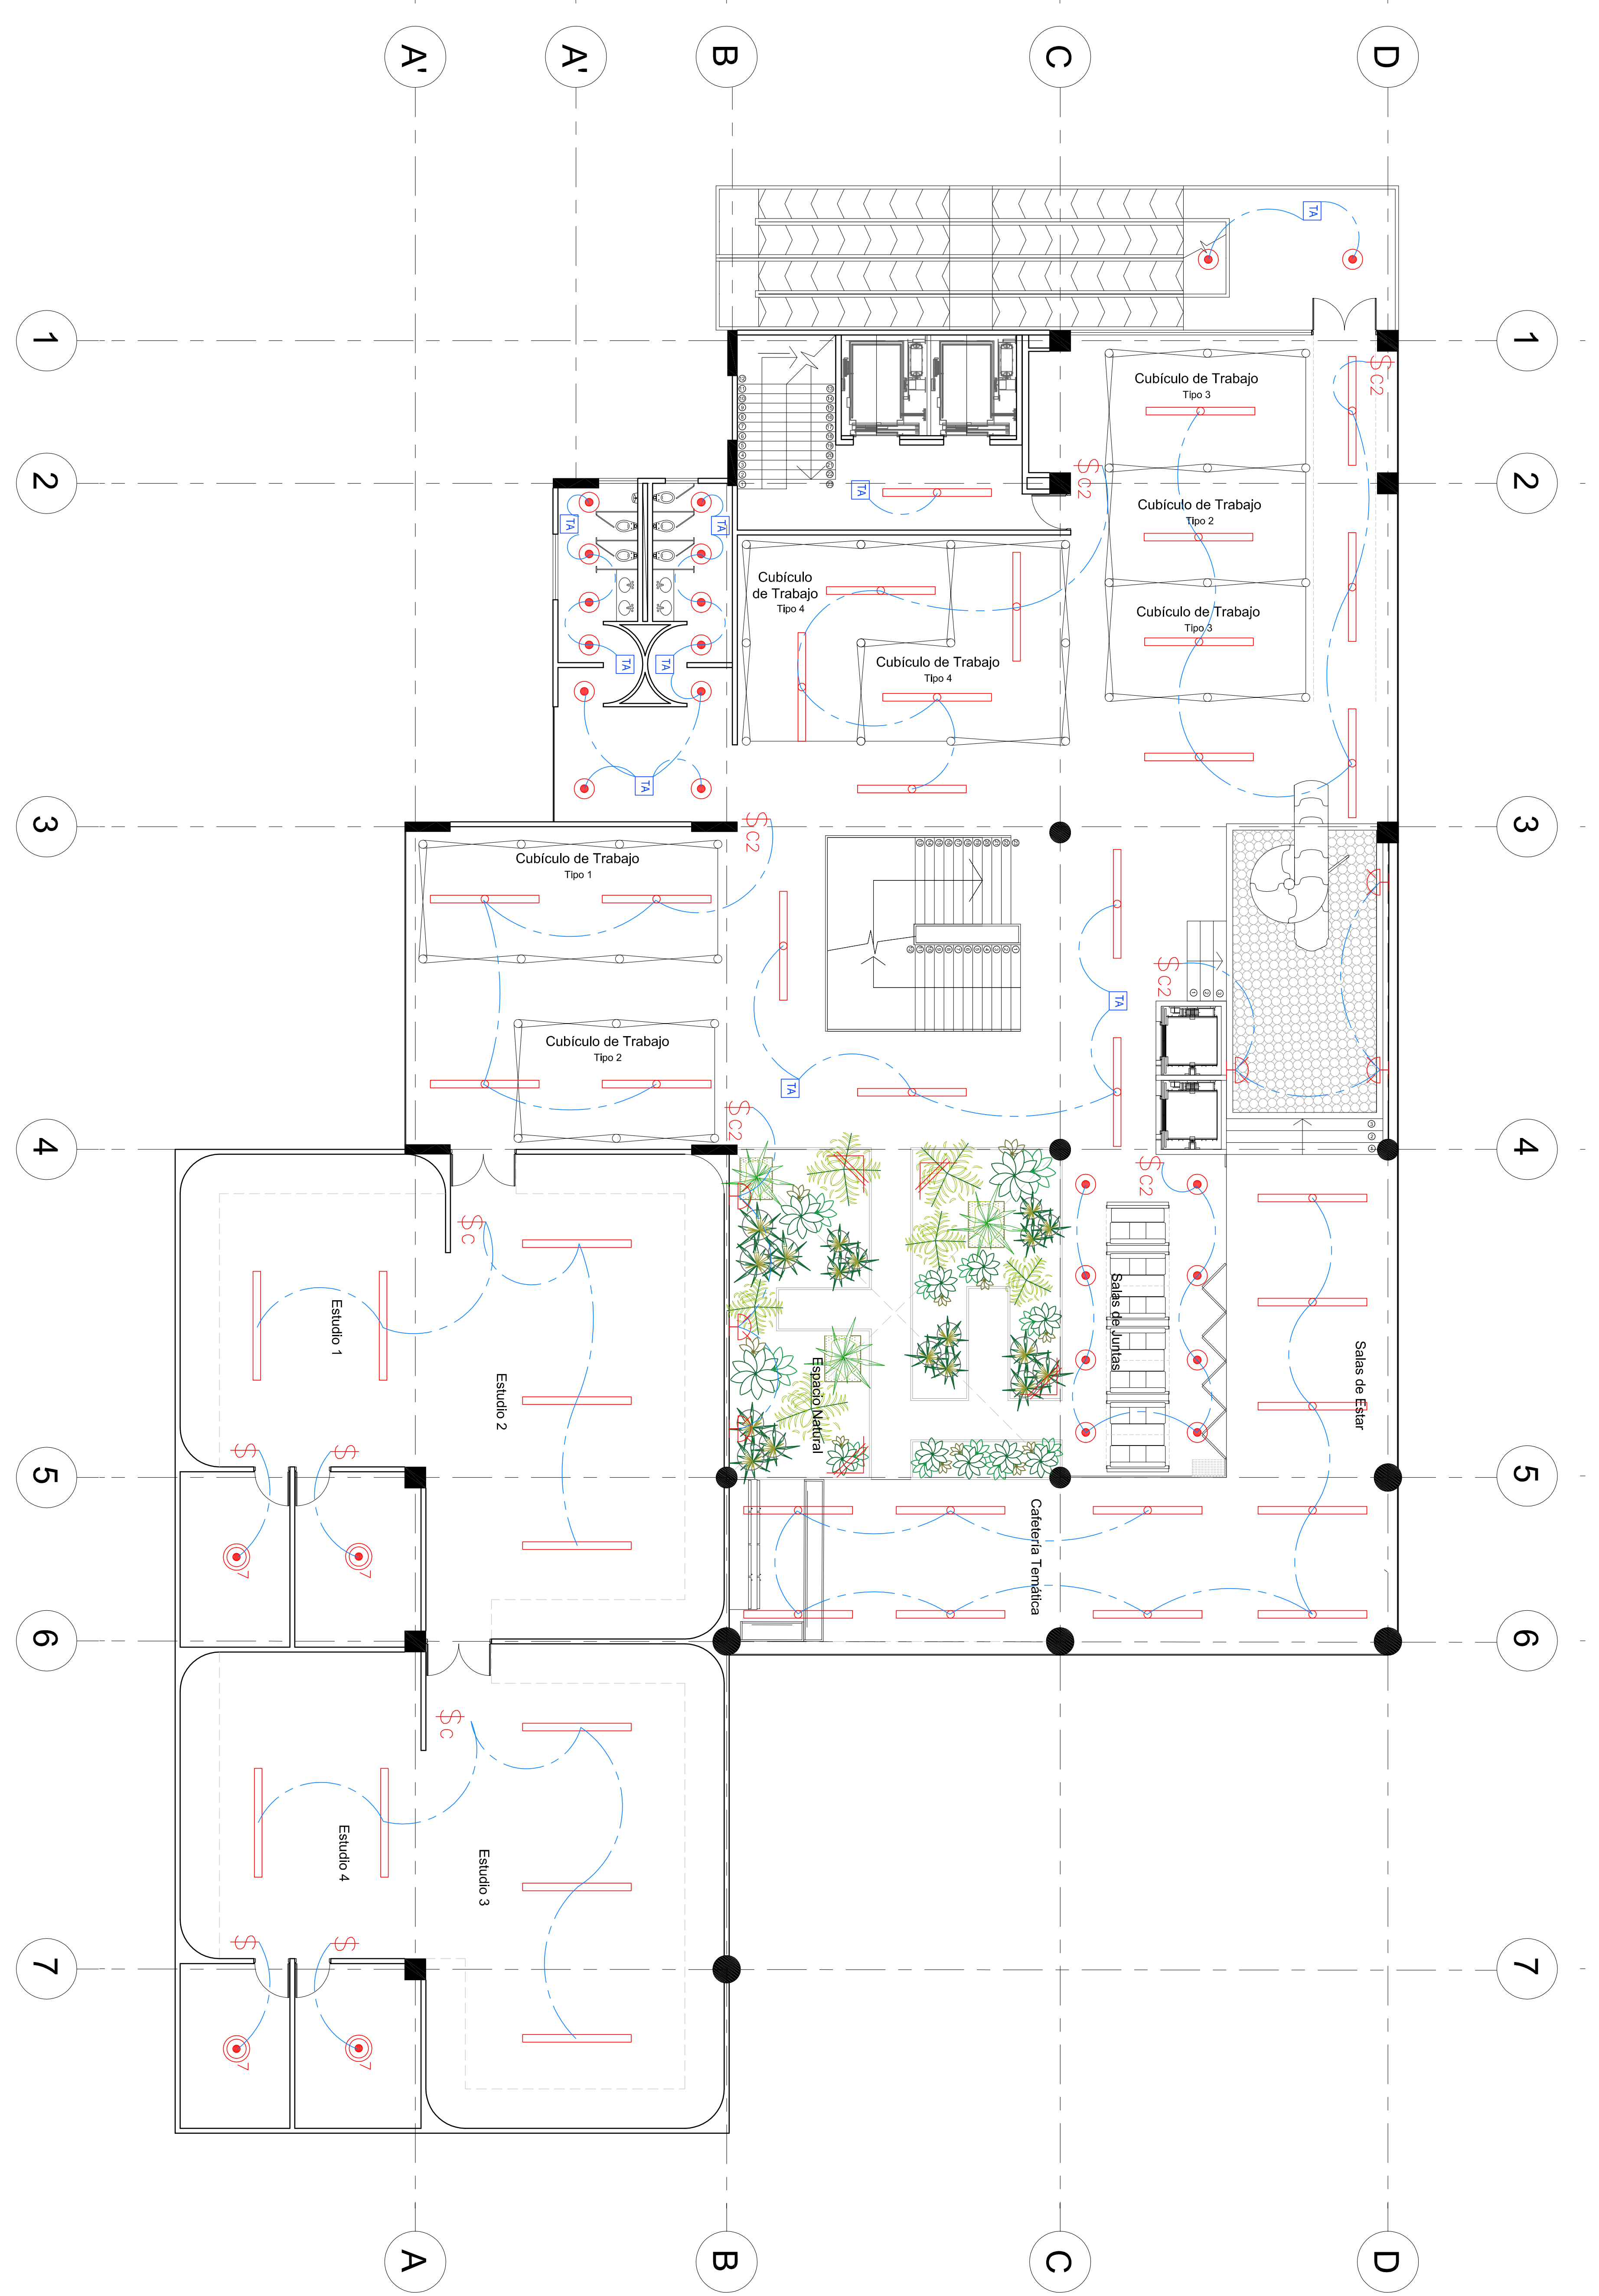 A'
A'
B
C
D
TA
1
1
$C2
Cubículo de Trabajo
Tipo 3
2
2
$C2
TA
Cubículo de Trabajo
Tipo 2
TA
TA
Cubículo
de Trabajo
Tipo 4
Cubículo de Trabajo
Tipo 3
Cubículo de Trabajo
Tipo 4
TA
TA
TA
3
3
$C2
Cubículo de Trabajo
Tipo 1
$C2
TA
Cubículo de Trabajo
Tipo 2
TA
$C2
4
4
$C2
$C
Salas de Juntas
Estudio 1
Salas de Estar
Espacio Natural
Estudio 2
$
$
5
5
Cafetería Temática
7
7
6
6
$C
Estudio 4
Estudio 3
$
$
7
7
7
7
A
B
C
D